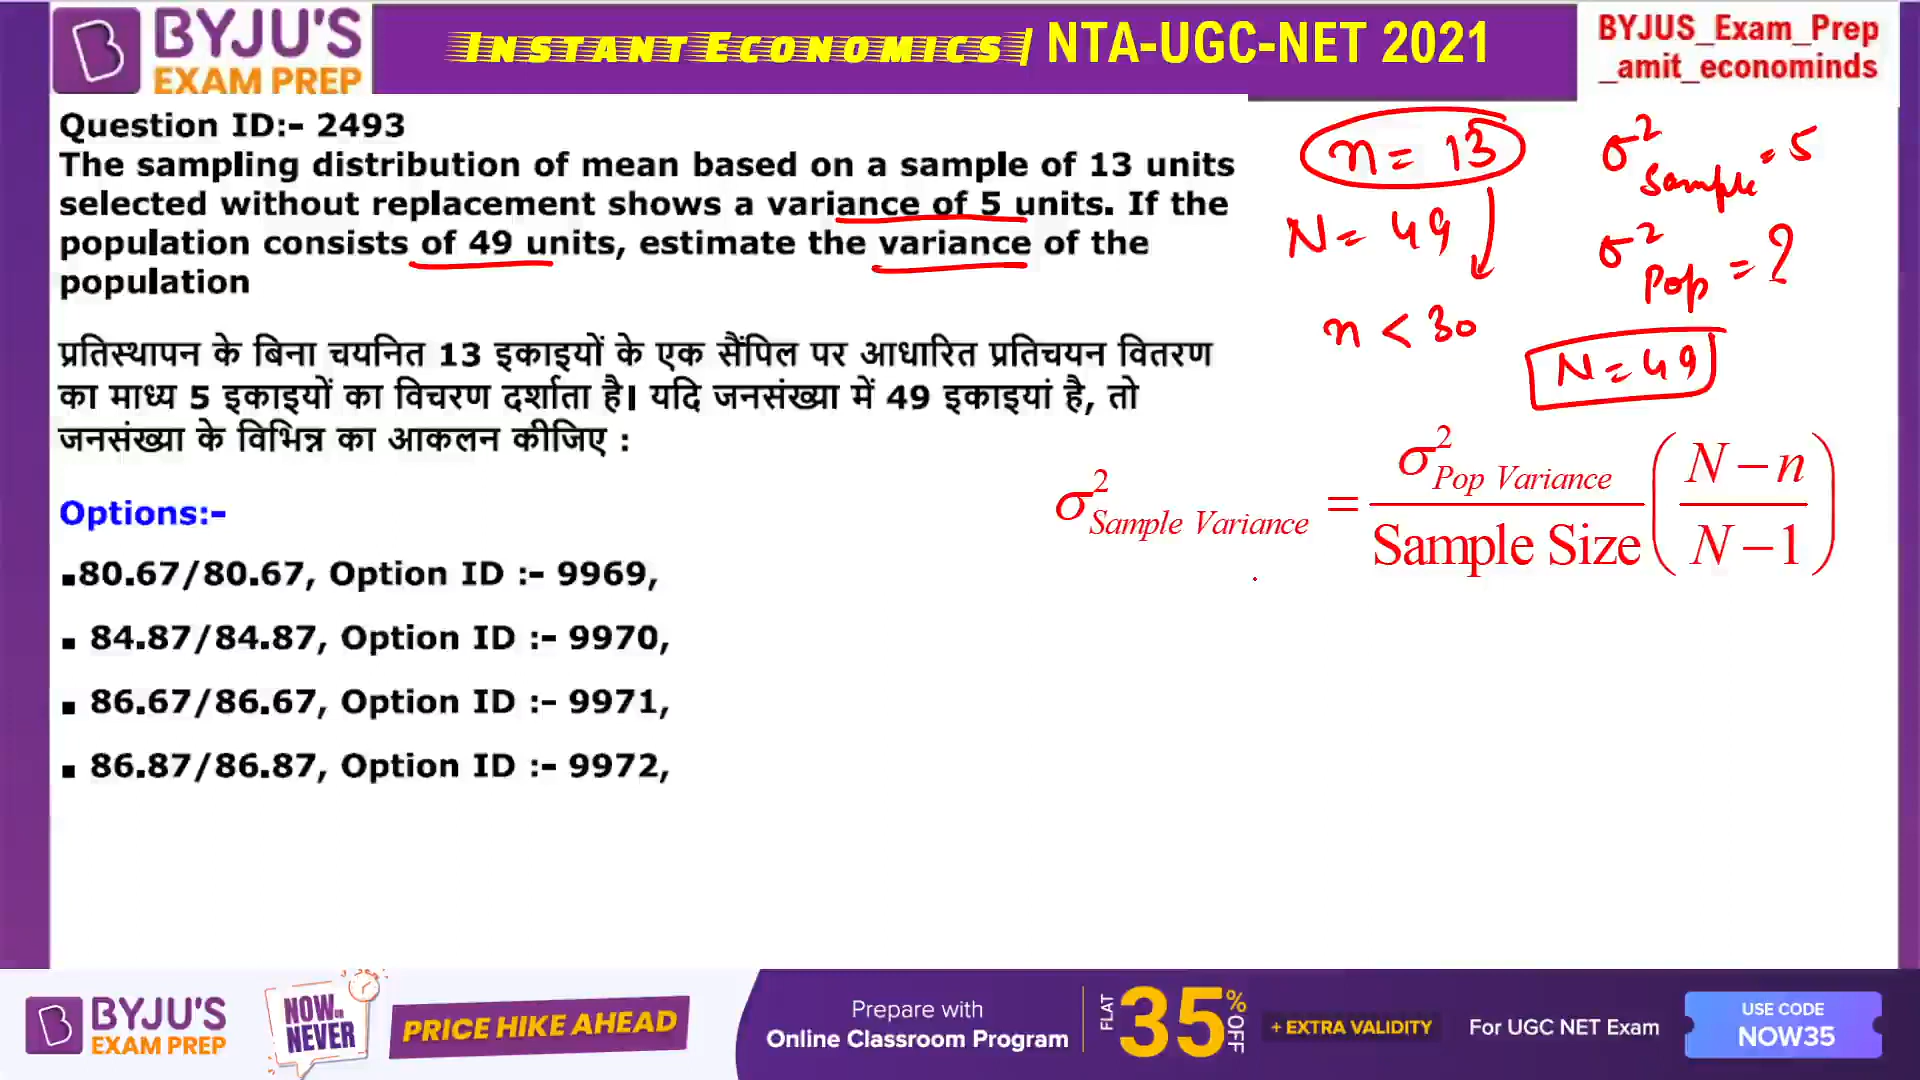 BYJU'S
EXAM PREP
INSTANT ECONOMICS / NTA-UGC-NET 2021
BYJUS_Exam_Prep
_amit_econominds
Question ID:- 2493
The sampling distribution of mean based on a sample of 13 units
selected without replacement shows a variance of 5 units. If the
population consists of 49 units, estimate the variance of the
population
प्रतिस्थापन के बिना चयनित 13 इकाइयों के एक सैंपिल पर आधारित प्रतिचयन वितरण
का माध्य 5 इकाइयों का विचरण दर्शाता है। यदि जनसंख्या में 49 इकाइयां है, तो
जनसंख्या के विभिन्न का आकलन कीजिए :
Options:-
▪80.67/80.67, Option ID :- 9969,
▪ 84.87/84.87, Option ID :- 9970,
▪ 86.67/86.67, Option ID :- 9971,
▪ 86.87/86.87, Option ID :- 9972,
n = 13
N = 49
n < 30
σ² Sample = 5
σ² Pop = ?
N = 49
σ² Sample Variance = σ² Pop Variance / Sample Size (N – n / N – 1)
BYJU'S
EXAM PREP
NOW OR
NEVER
PRICE HIKE AHEAD
Prepare with
Online Classroom Program
FLAT 35% OFF
+ EXTRA VALIDITY
For UGC NET Exam
USE CODE
NOW35